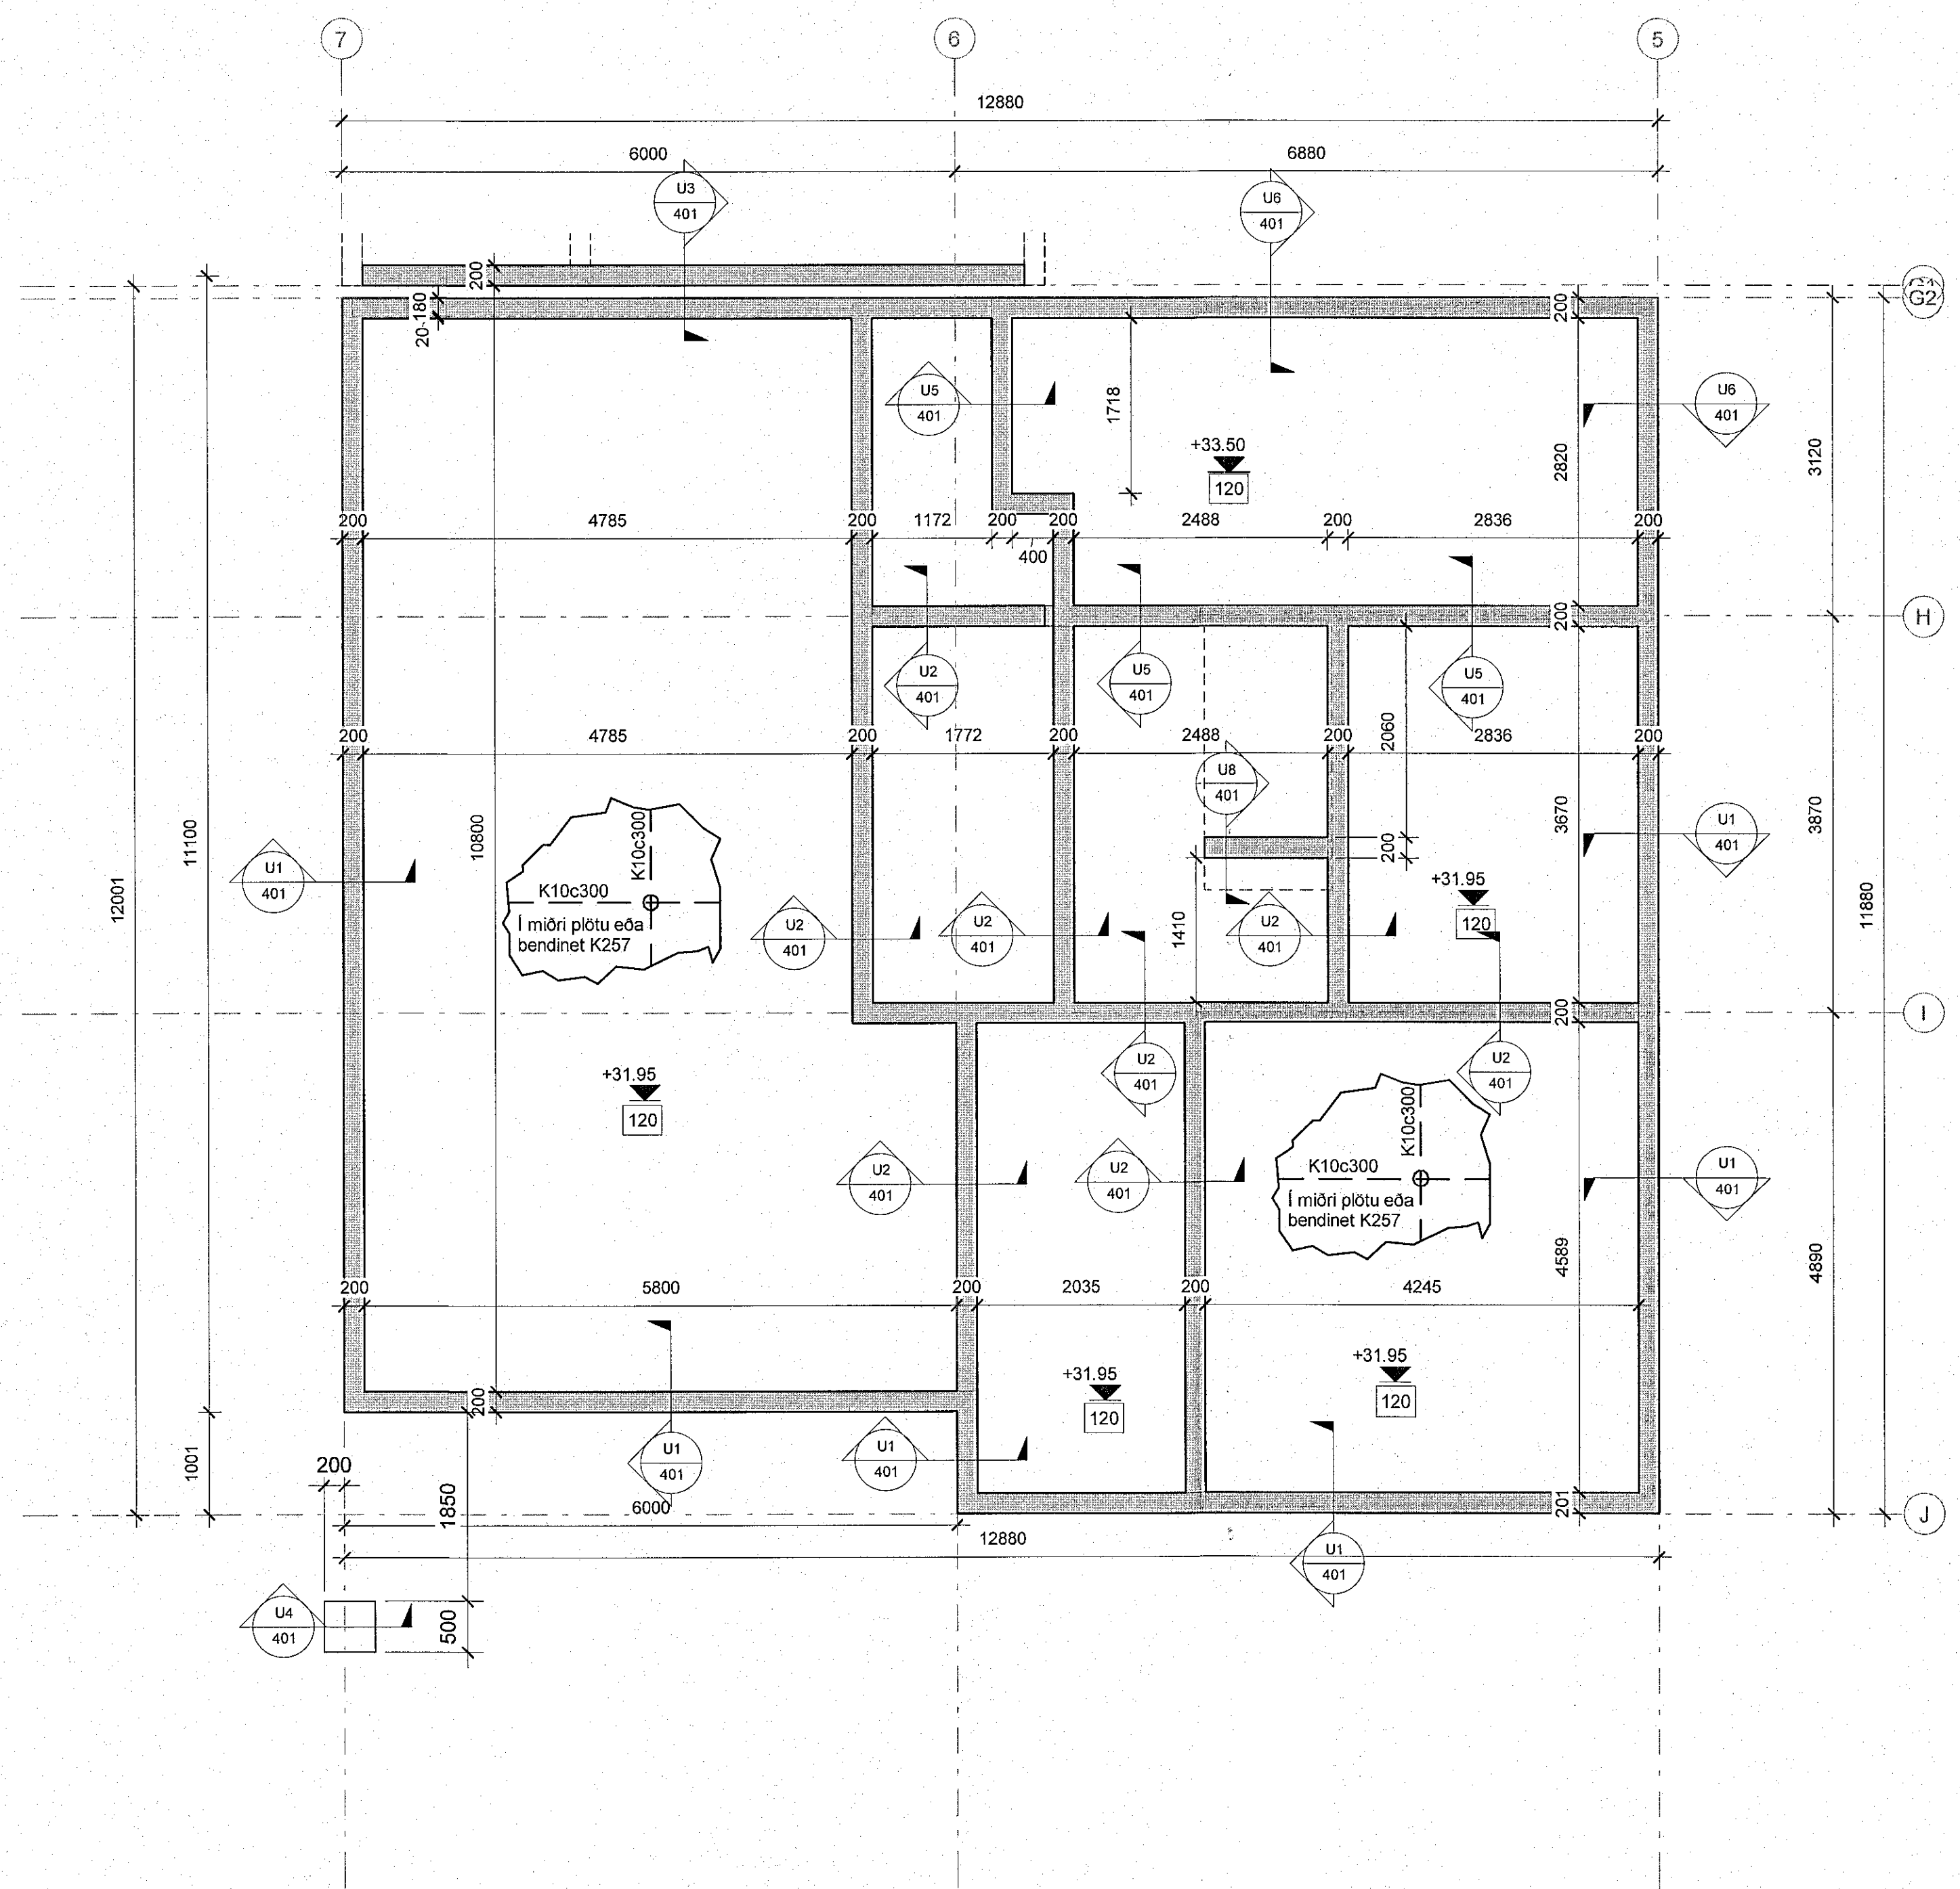 7
6
5
12880
6000
6880
U3
401
U6
401
200
20-180
200
G2
U5
401
1718
U6
401
+33.50
120
2820
3120
12001
11100
200
4785
200
1172
200
200
2488
200
2836
200
400
200
H
U2
401
U5
401
U5
401
2060
200
4785
200
1772
200
2488
200
2836
200
U8
401
10800
K10c300
K10c300
Í miðri plötu eða
bendinet K257
U1
401
3670
U1
401
3870
200
+31.95
120
11880
U2
401
U2
401
1410
U2
401
200
I
+31.95
120
U2
401
U2
401
K10c300
K10c300
Í miðri plötu eða
bendinet K257
U2
401
U2
401
U1
401
4589
4890
200
5800
200
2035
200
4245
+31.95
120
+31.95
120
200
1001
U1
401
U1
401
200
1850
6000
201
J
12880
U1
401
U4
401
500